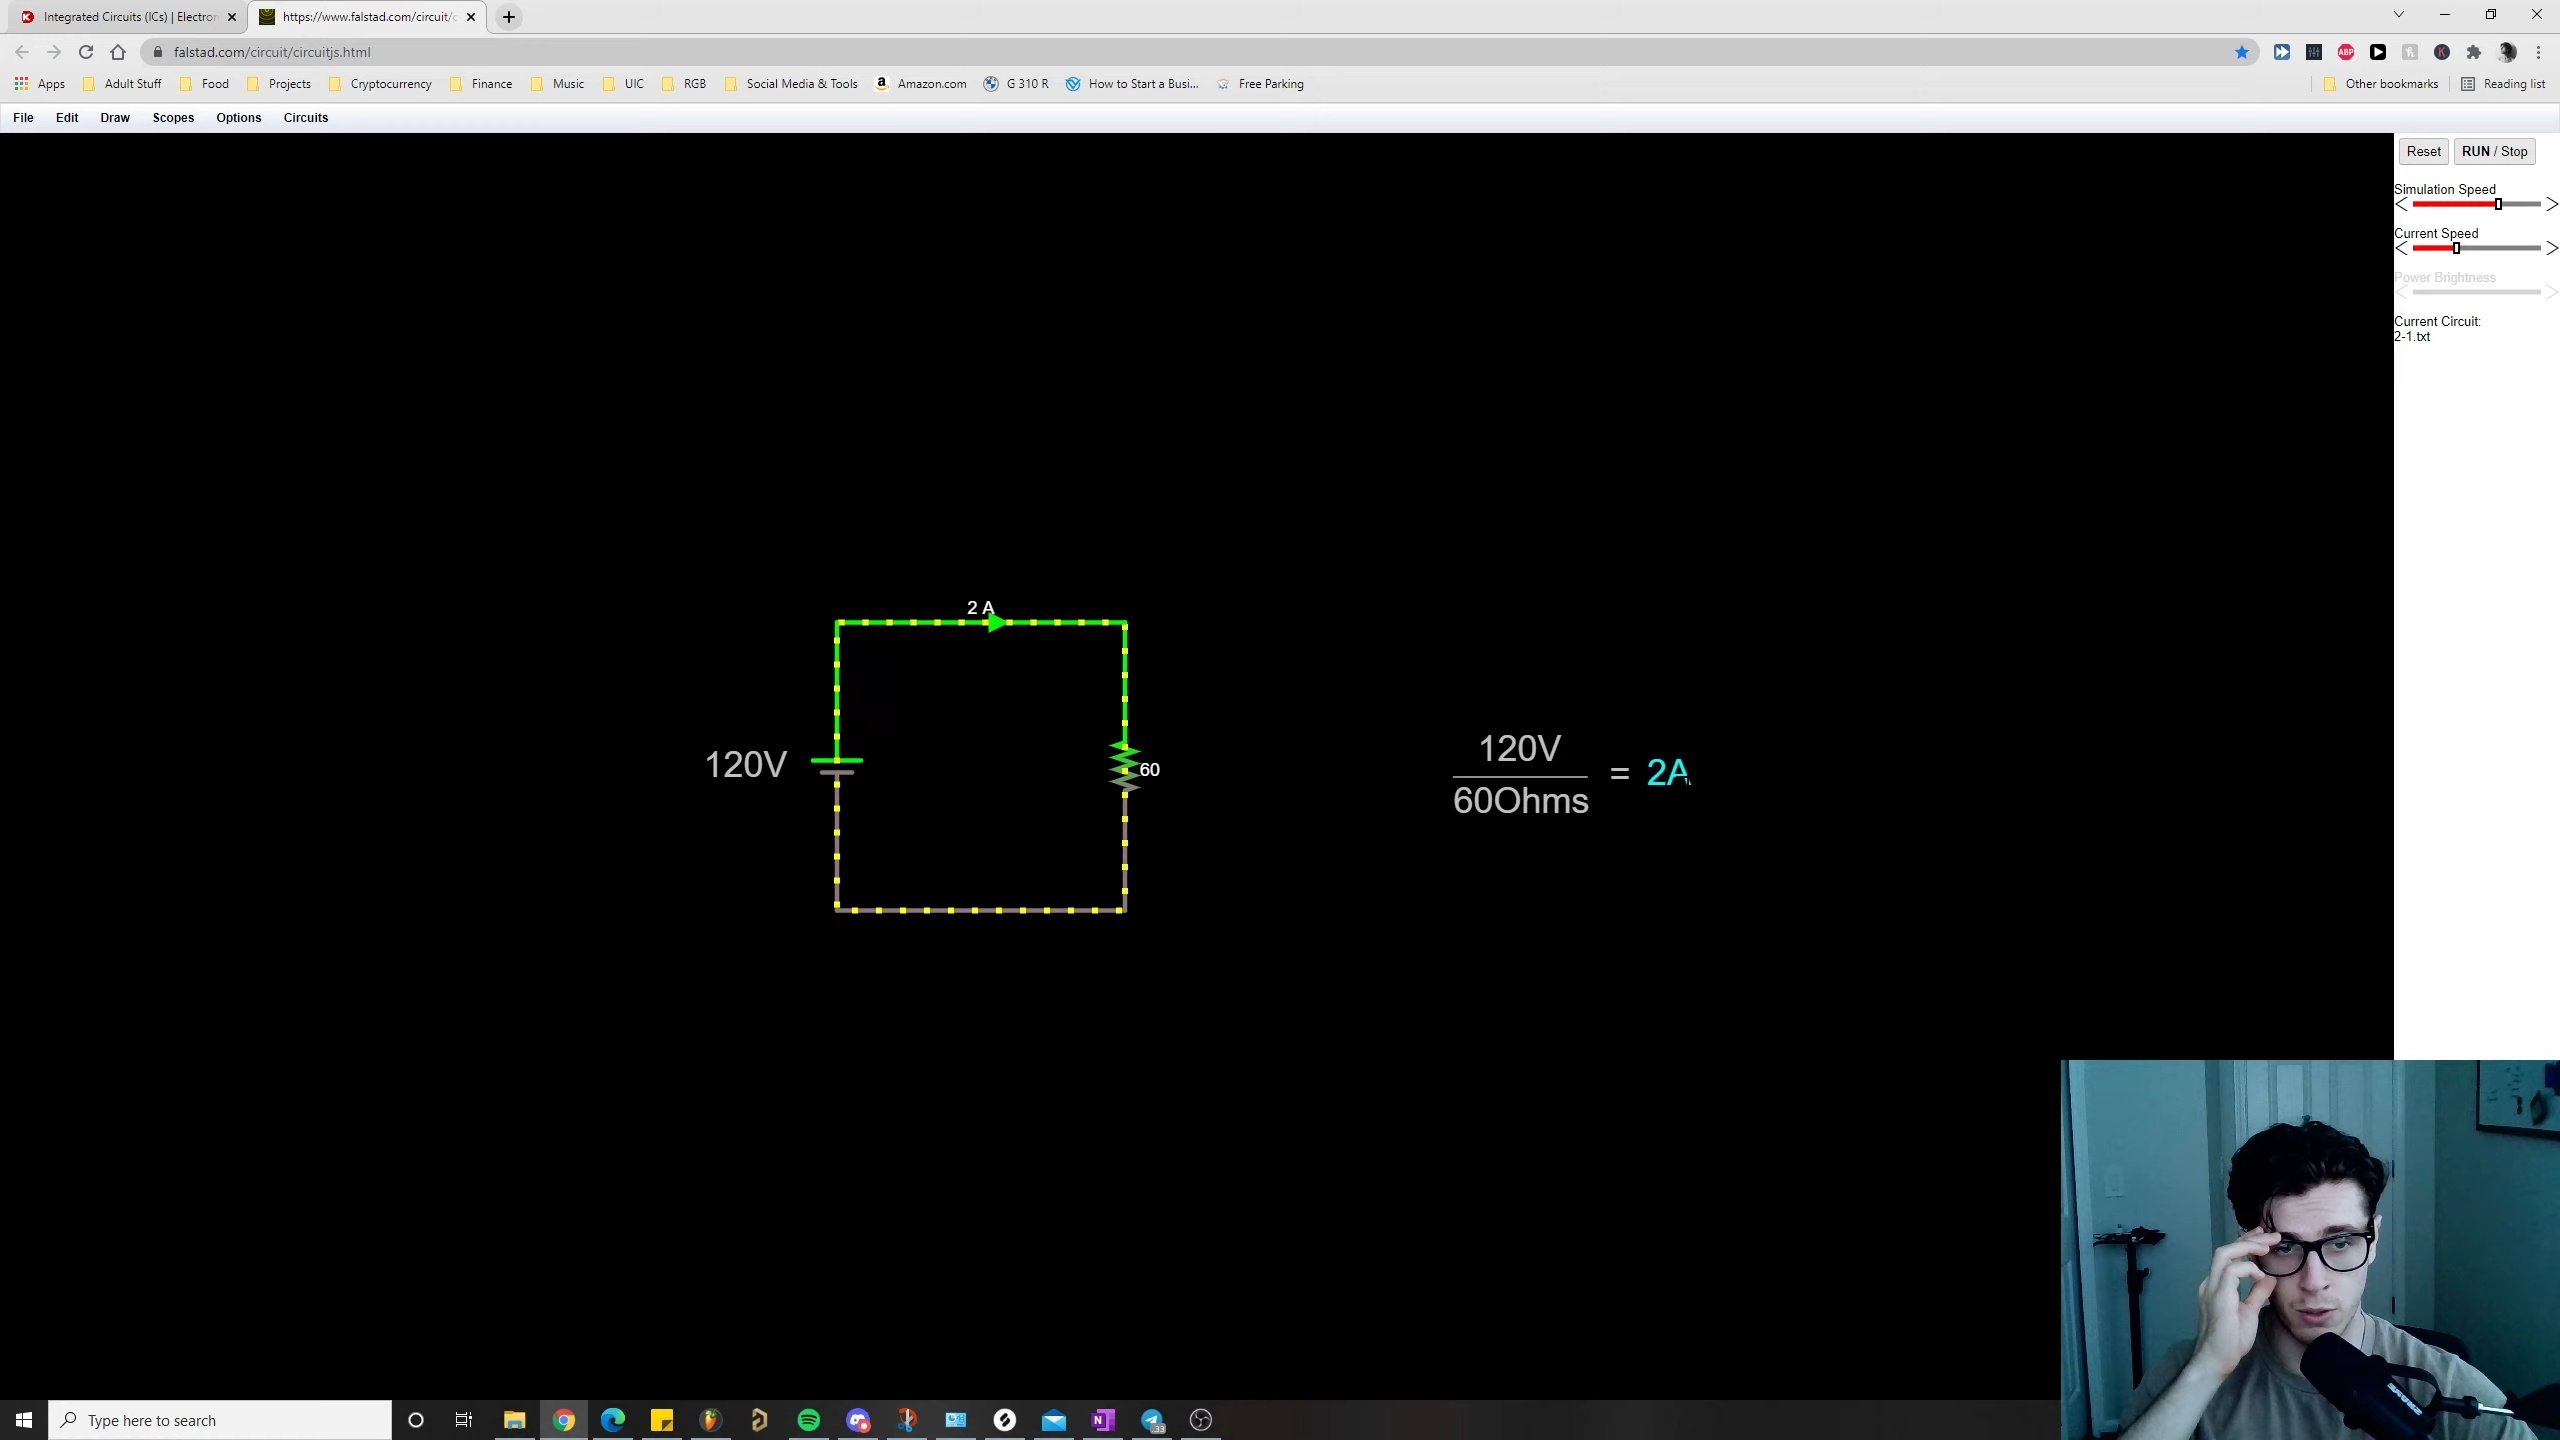 Integrated Circuits (ICs) | Electron
https://www.falstad.com/circuit/c
falstad.com/circuit/circuitjs.html
ABP
Apps
Adult Stuff
Food
Projects
Cryptocurrency
Finance
Music
UIC
RGB
Social Media & Tools
Amazon.com
G 310 R
How to Start a Busi...
Free Parking
Other bookmarks
Reading list
File
Edit
Draw
Scopes
Options
Circuits
Reset
RUN / Stop
Simulation Speed
Current Speed
Power Brightness
Current Circuit:
2-1.txt
2 A
120V
60
120V
60Ohms
= 2A
Type here to search